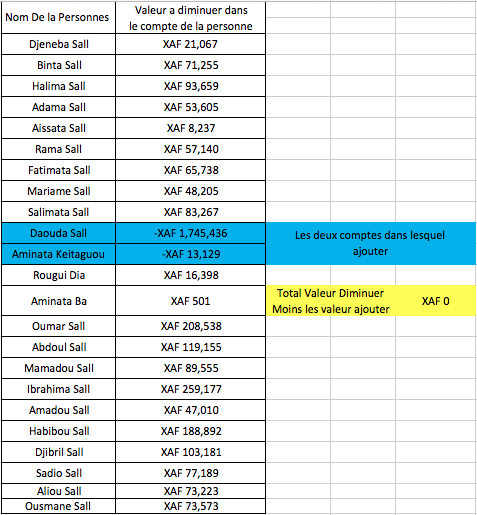 Nom De la Personnes
Valeur a diminuer dans
le compte de la personne
Djeneba Sall XAF 21,067
Binta Sall XAF 71,255
Halima Sall XAF 93,659
Adama Sall XAF 53,605
Aissata Sall XAF 8,237
Rama Sall XAF 57,140
Fatimata Sall XAF 65,738
Mariame Sall XAF 48,205
Salimata Sall XAF 83,267
Daouda Sall -XAF 1,745,436
Aminata Keitaguou -XAF 13,129
Les deux comptes dans lesquel
ajouter
Rougui Dia XAF 16,398
Aminata Ba XAF 501
Total Valeur Diminuer
Moins les valeur ajouter
XAF 0
Oumar Sall XAF 208,538
Abdoul Sall XAF 119,155
Mamadou Sall XAF 89,555
Ibrahima Sall XAF 259,177
Amadou Sall XAF 47,010
Habibou Sall XAF 188,892
Djibril Sall XAF 103,181
Sadio Sall XAF 77,189
Aliou Sall XAF 73,223
Ousmane Sall XAF 73,573